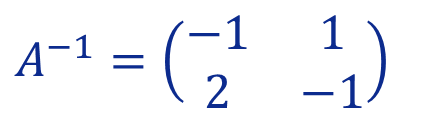 A⁻¹ = (−1 1
2 −1)